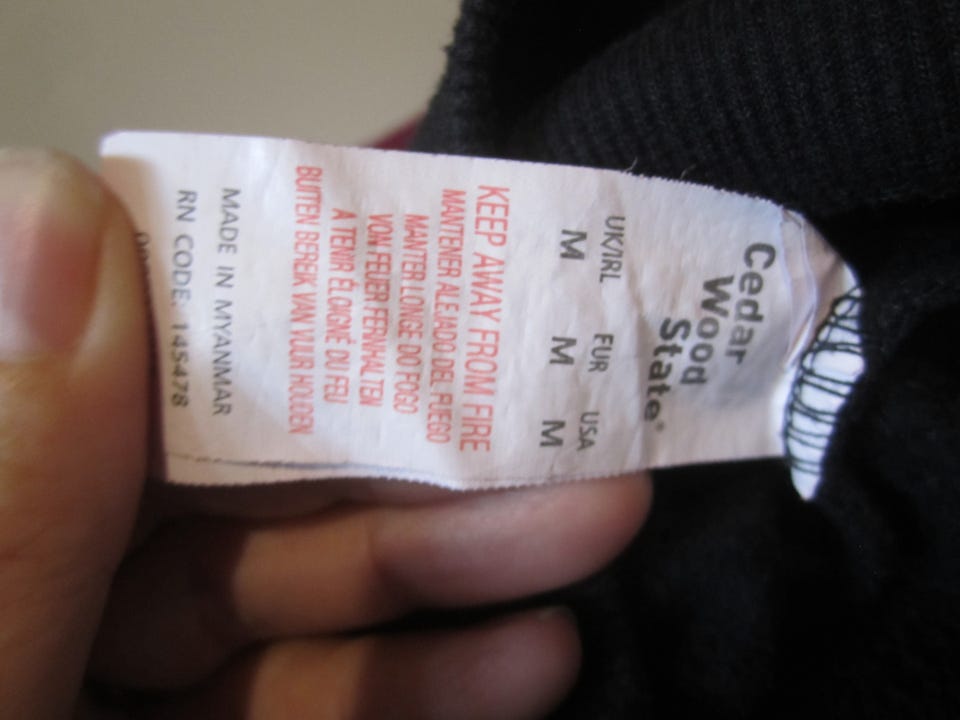 Cedar
Wood
State®
UK/IRL EUR USA
M M M
KEEP AWAY FROM FIRE
MANTENER ALEJADO DEL FUEGO
MANTER LONGE DO FOGO
VON FEUER FERNHALTEN
A TENIR ÉLOIGNÉ DU FEU
BUITEN BEREIK VAN VUUR HOUDEN
MADE IN MYANMAR
RN CODE: 145478